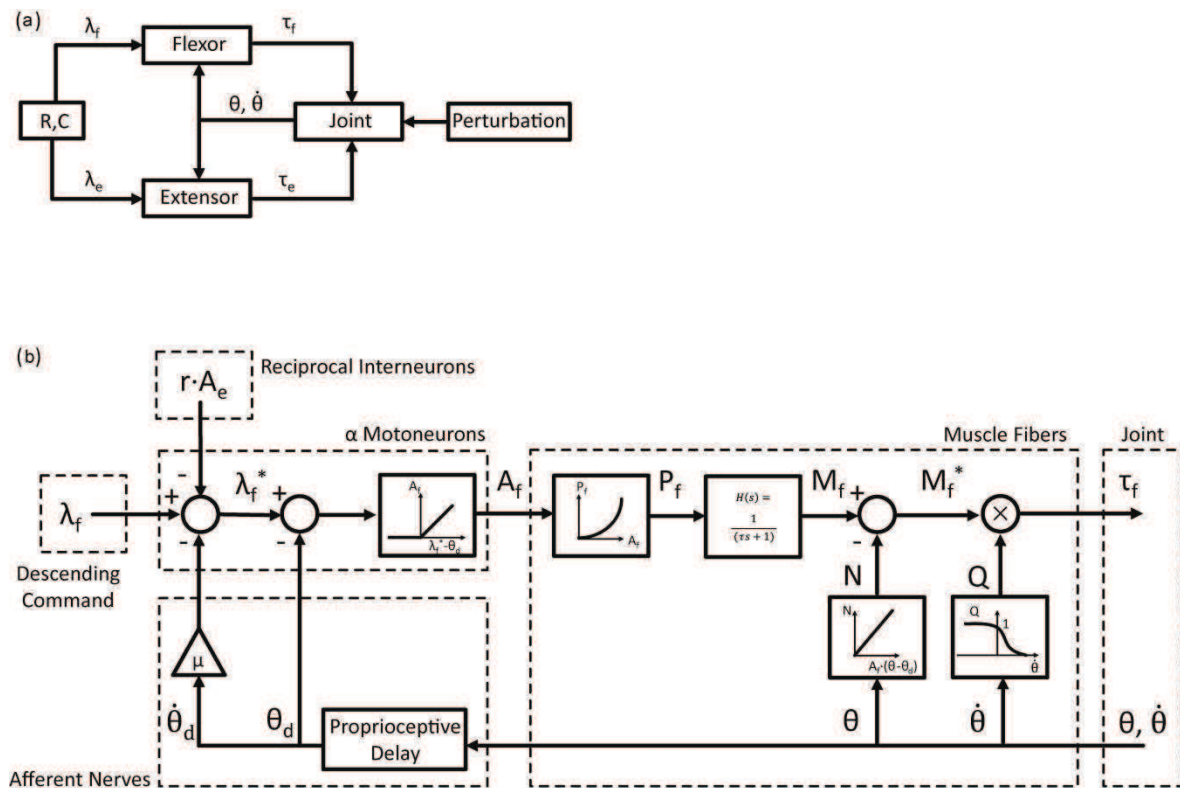 (a)
λf
τf
Flexor
θ, θ̇
R,C
Joint
Perturbation
λe
τe
Extensor
(b)
Reciprocal Interneurons
r·Ae
α Motoneurons
Muscle Fibers
Joint
λf
+
-
-
λf*
+
-
Af
λf*-θd
Af
Pf
Af
Pf
H(s) =
1
(τs + 1)
Mf
+
-
Mf*
×
τf
Descending
Command
N
Q
N
Af·(θ-θd)
Q
1
θ̇
μ
θ̇d
θd
Proprioceptive
Delay
θ
θ̇
θ, θ̇
Afferent Nerves